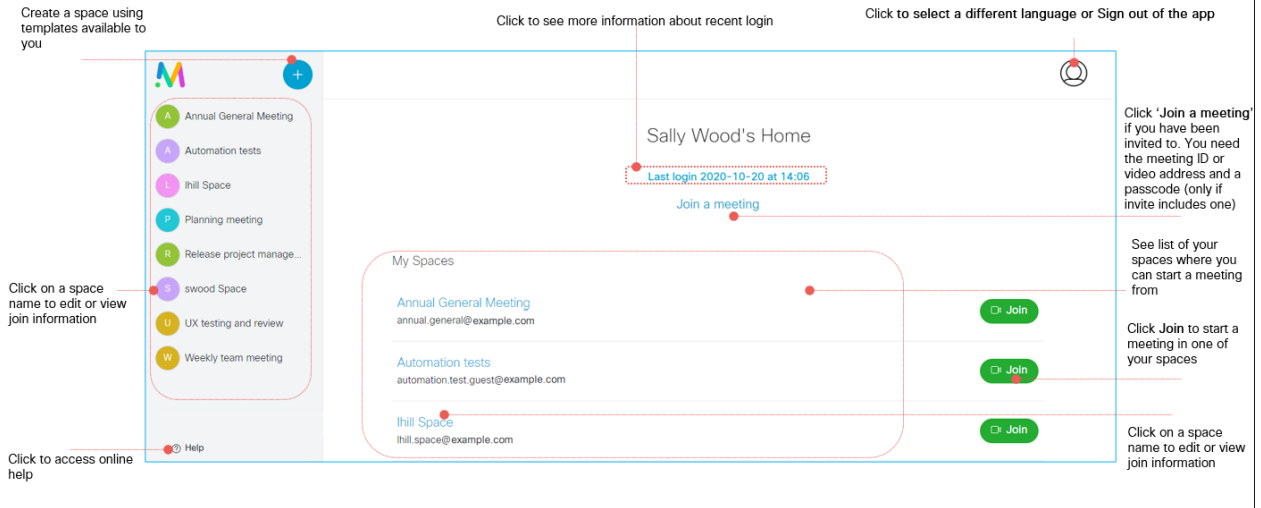 Create a space using
templates available to
you
Click to see more information about recent login
Click to select a different language or Sign out of the app
+
A Annual General Meeting
A Automation tests
L lhill Space
P Planning meeting
R Release project manage...
S swood Space
U UX testing and review
W Weekly team meeting
Help
Click on a space
name to edit or view
join information
Click to access online
help
Sally Wood's Home
Last login 2020-10-20 at 14:06
Join a meeting
My Spaces
Annual General Meeting
annual.general@example.com
Join
Automation tests
automation.test.guest@example.com
Join
lhill Space
lhill.space@example.com
Join
Click ‘Join a meeting’
if you have been
invited to. You need
the meeting ID or
video address and a
passcode (only if
invite includes one)
See list of your
spaces where you
can start a meeting
from
Click Join to start a
meeting in one of
your spaces
Click on a space
name to edit or view
join information